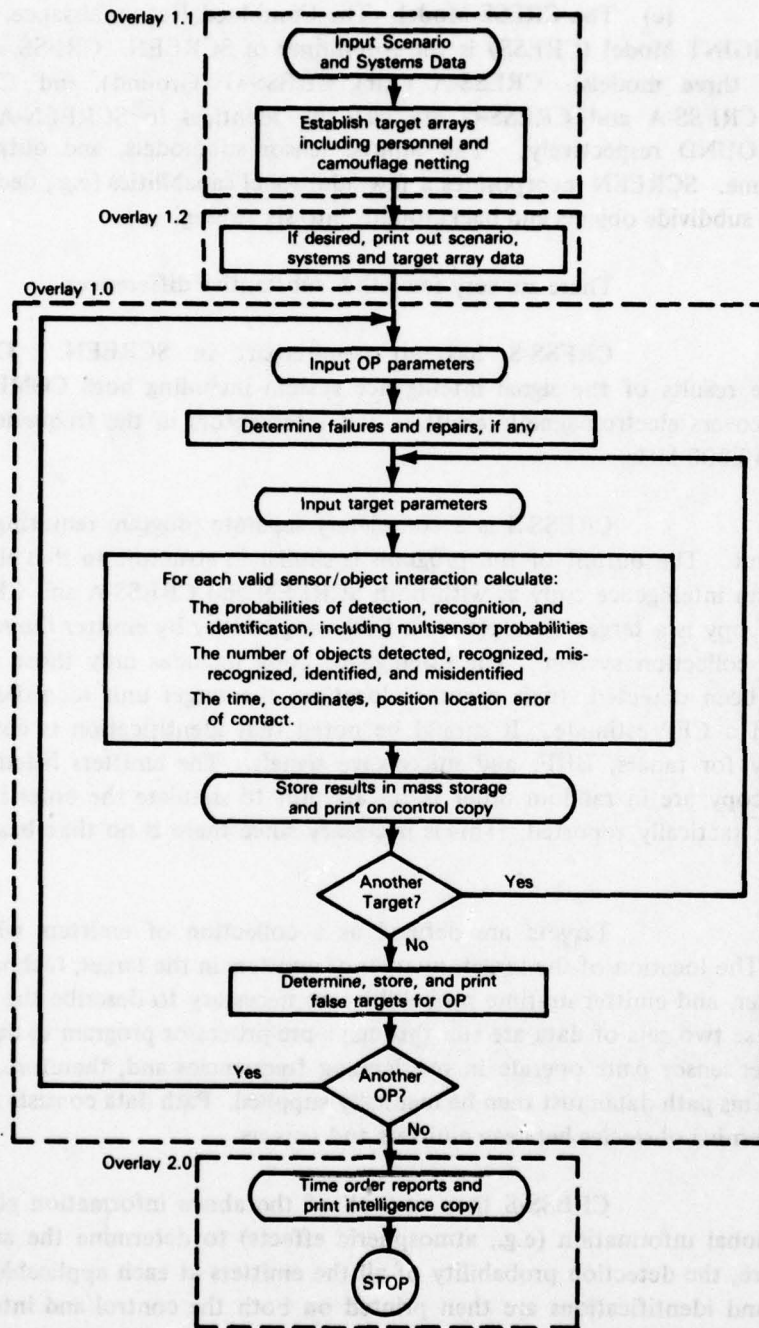 Overlay 1.1
Input Scenario
and Systems Data
Establish target arrays
including personnel and
camouflage netting
Overlay 1.2
If desired, print out scenario,
systems and target array data
Overlay 1.0
Input OP parameters
Determine failures and repairs, if any
Input target parameters
For each valid sensor/object interaction calculate:
The probabilities of detection, recognition, and
identification, including multisensor probabilities
The number of objects detected, recognized, mis-
recognized, identified, and misidentified
The time, coordinates, position location error
of contact.
Store results in mass storage
and print control copy
Another
Target?
Yes
No
Determine, store, and print
false targets for OP
Another
OP?
Yes
No
Overlay 2.0
Time order reports and
print intelligence copy
STOP